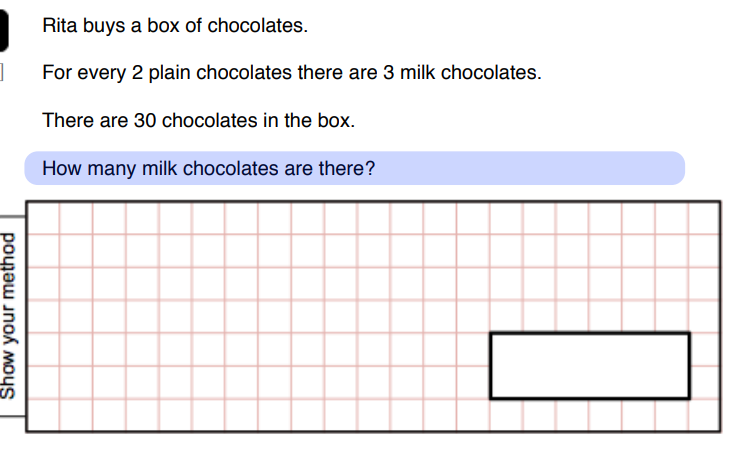 Rita buys a box of chocolates.
For every 2 plain chocolates there are 3 milk chocolates.
There are 30 chocolates in the box.
How many milk chocolates are there?
Show your method